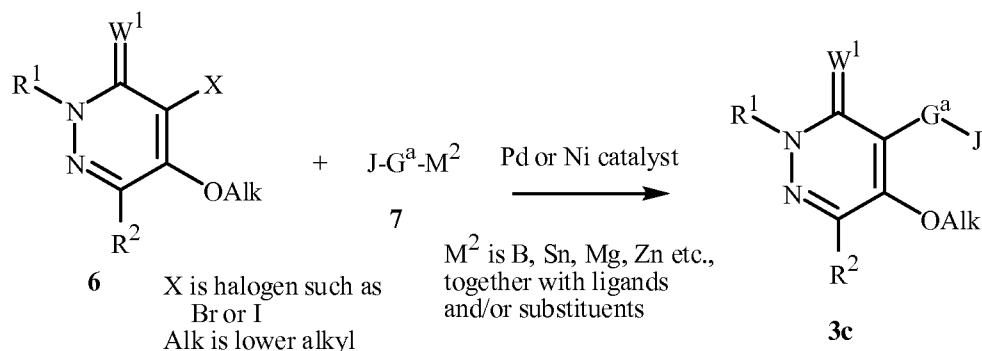 W¹
R¹
X
N
N
OAlk
R²
6
+
J-Gᵃ-M²
7
Pd or Ni catalyst
M² is B, Sn, Mg, Zn etc.,
together with ligands
and/or substituents
X is halogen such as
Br or I
Alk is lower alkyl
W¹
R¹
Gᵃ
J
N
N
OAlk
R²
3c